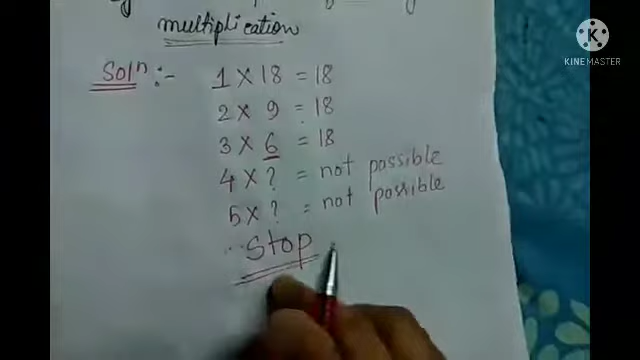 multiplication
KINEMASTER
Solⁿ :-
1 × 18 = 18
2 × 9 = 18
3 × 6 = 18
4 × ? = not possible
5 × ? = not possible
Stop